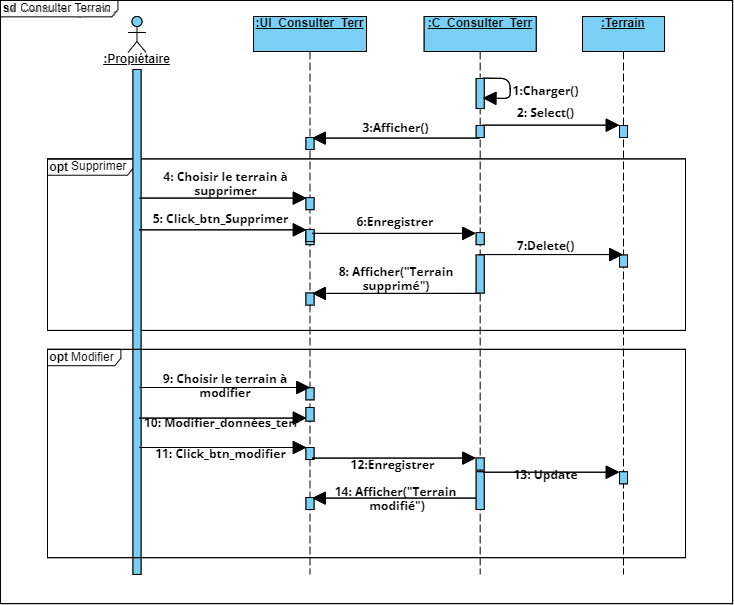 sd Consulter Terrain
:Propiétaire
:UI_Consulter_Terr
:C_Consulter_Terr
:Terrain
1:Charger()
2: Select()
3:Afficher()
opt Supprimer
4: Choisir le terrain à
supprimer
5: Click_btn_Supprimer
6:Enregistrer
7:Delete()
8: Afficher("Terrain
supprimé")
opt Modifier
9: Choisir le terrain à
modifier
10: Modifier_données_terr
11: Click_btn_modifier
12:Enregistrer
13: Update
14: Afficher("Terrain
modifié")